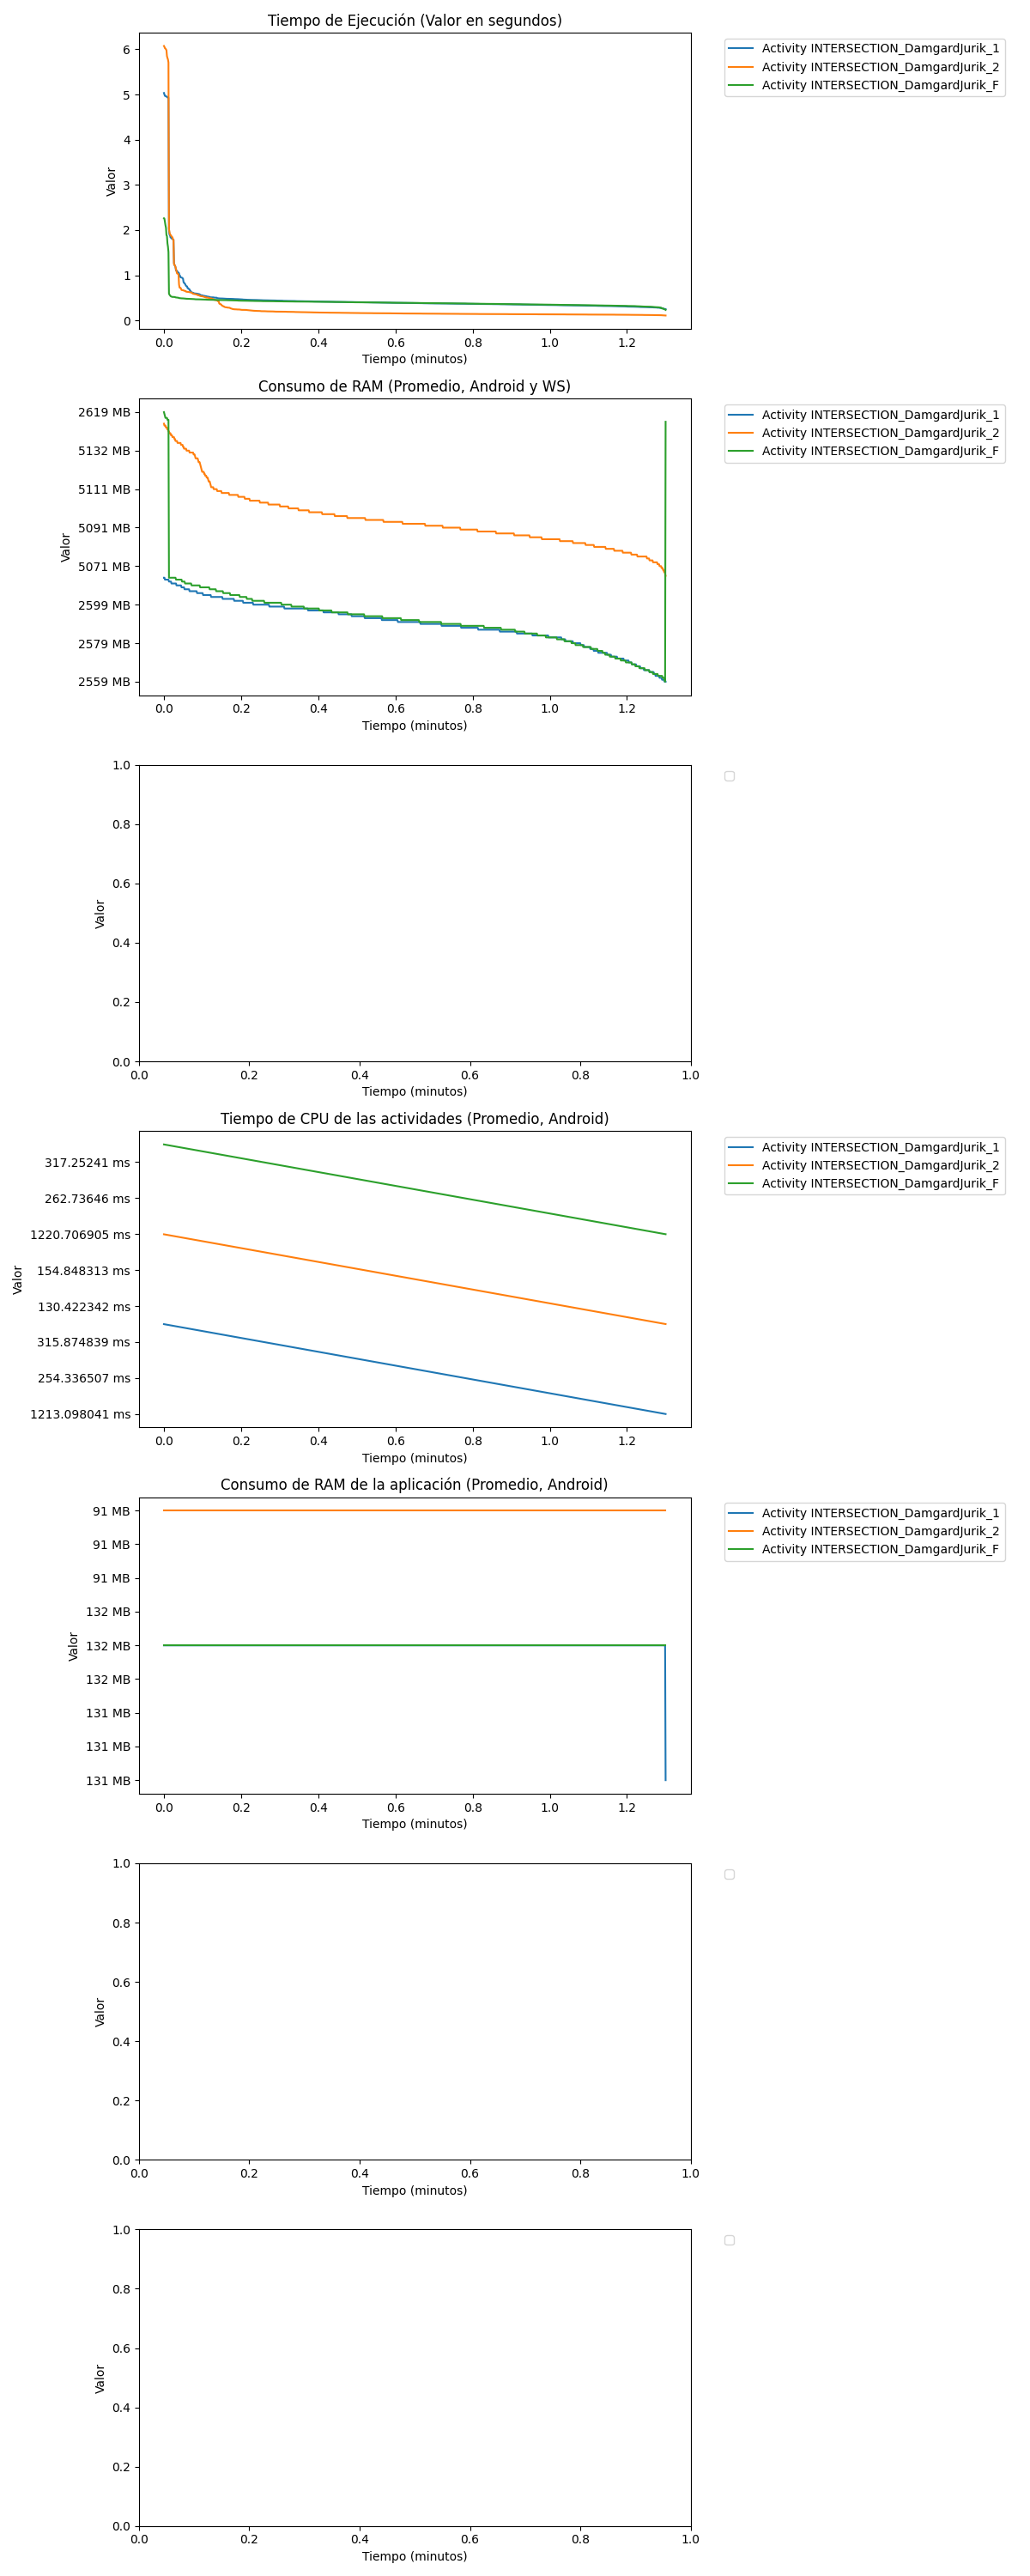 Tiempo de Ejecución (Valor en segundos)
6
5
4
3
2
1
0
Valor
0.0 0.2 0.4 0.6 0.8 1.0 1.2
Tiempo (minutos)
Activity INTERSECTION_DamgardJurik_1
Activity INTERSECTION_DamgardJurik_2
Activity INTERSECTION_DamgardJurik_F
Consumo de RAM (Promedio, Android y WS)
2619 MB
5132 MB
5111 MB
5091 MB
5071 MB
2599 MB
2579 MB
2559 MB
Valor
0.0 0.2 0.4 0.6 0.8 1.0 1.2
Tiempo (minutos)
Activity INTERSECTION_DamgardJurik_1
Activity INTERSECTION_DamgardJurik_2
Activity INTERSECTION_DamgardJurik_F
1.0
0.8
0.6
0.4
0.2
0.0
Valor
0.0 0.2 0.4 0.6 0.8 1.0
Tiempo (minutos)
Tiempo de CPU de las actividades (Promedio, Android)
317.25241 ms
262.73646 ms
1220.706905 ms
154.848313 ms
130.422342 ms
315.874839 ms
254.336507 ms
1213.098041 ms
Valor
0.0 0.2 0.4 0.6 0.8 1.0 1.2
Tiempo (minutos)
Activity INTERSECTION_DamgardJurik_1
Activity INTERSECTION_DamgardJurik_2
Activity INTERSECTION_DamgardJurik_F
Consumo de RAM de la aplicación (Promedio, Android)
91 MB
91 MB
91 MB
132 MB
132 MB
132 MB
131 MB
131 MB
131 MB
Valor
0.0 0.2 0.4 0.6 0.8 1.0 1.2
Tiempo (minutos)
Activity INTERSECTION_DamgardJurik_1
Activity INTERSECTION_DamgardJurik_2
Activity INTERSECTION_DamgardJurik_F
1.0
0.8
0.6
0.4
0.2
0.0
Valor
0.0 0.2 0.4 0.6 0.8 1.0
Tiempo (minutos)
1.0
0.8
0.6
0.4
0.2
0.0
Valor
0.0 0.2 0.4 0.6 0.8 1.0
Tiempo (minutos)